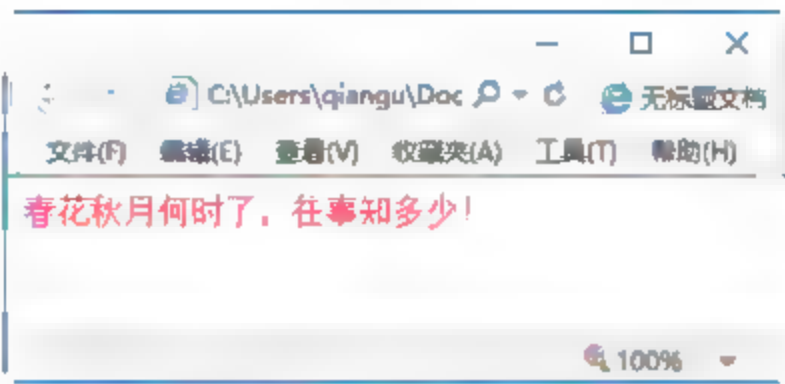 C:\Users\qiangu\Doc 无标题文档
文件(F) 编辑(E) 查看(V) 收藏夹(A) 工具(T) 帮助(H)
春花秋月何时了，往事知多少！
100%